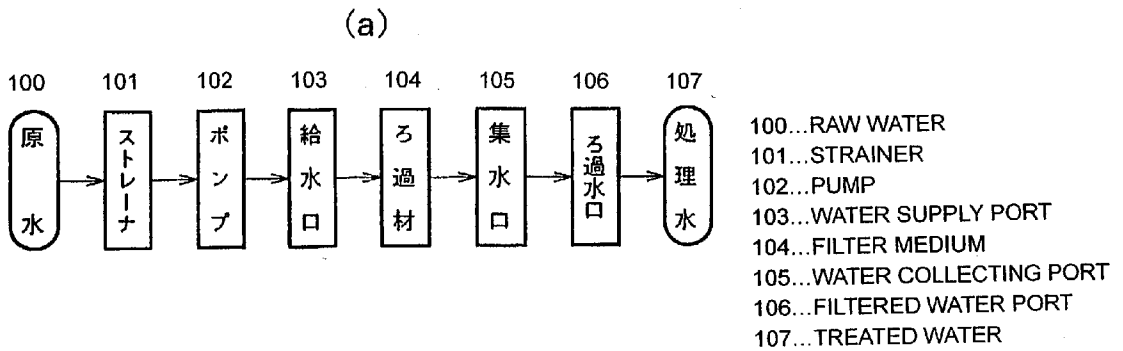 (a)
100 101 102 103 104 105 106 107
原水
ストレーナ
ポンプ
給水口
ろ過材
集水口
ろ過水口
処理水
100...RAW WATER
101...STRAINER
102...PUMP
103...WATER SUPPLY PORT
104...FILTER MEDIUM
105...WATER COLLECTING PORT
106...FILTERED WATER PORT
107...TREATED WATER